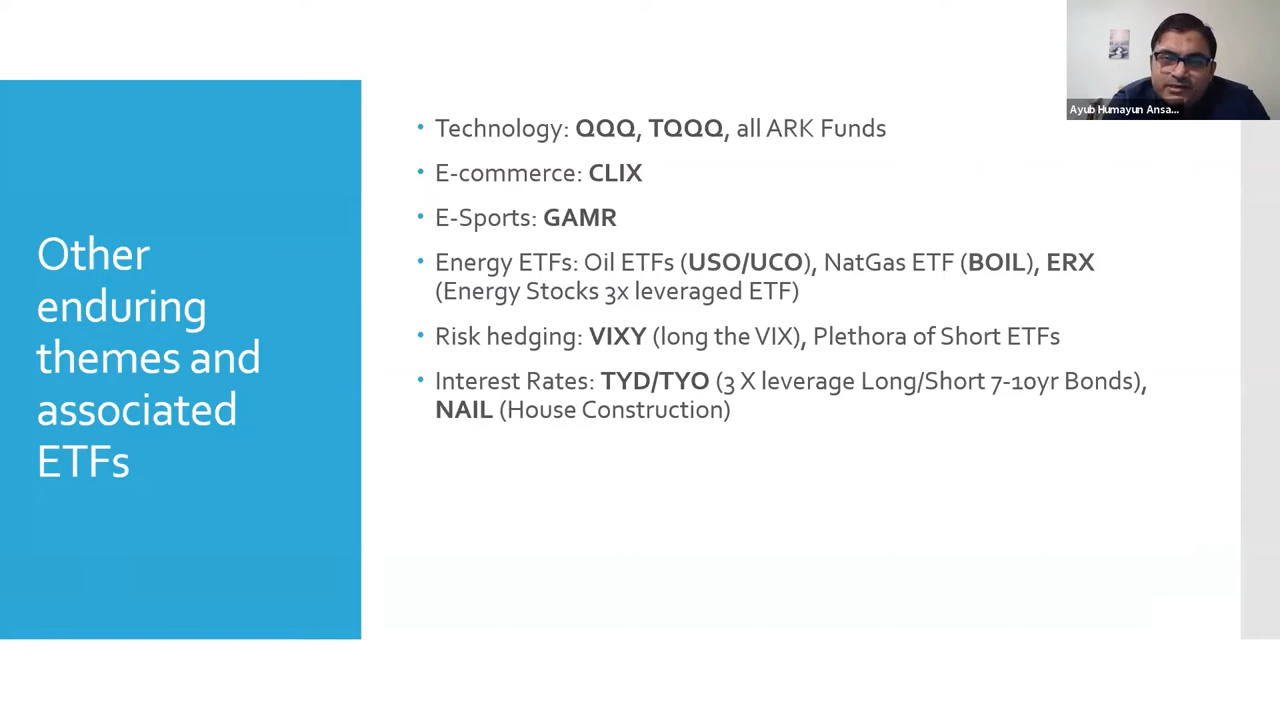 Other
enduring
themes and
associated
ETFs
• Technology: QQQ, TQQQ, all ARK Funds
• E-commerce: CLIX
• E-Sports: GAMR
• Energy ETFs: Oil ETFs (USO/UCO), NatGas ETF (BOIL), ERX
(Energy Stocks 3x leveraged ETF)
• Risk hedging: VIXY (long the VIX), Plethora of Short ETFs
• Interest Rates: TYD/TYO (3 X leverage Long/Short 7-10yr Bonds),
NAIL (House Construction)
Ayub Humayun Ansa...